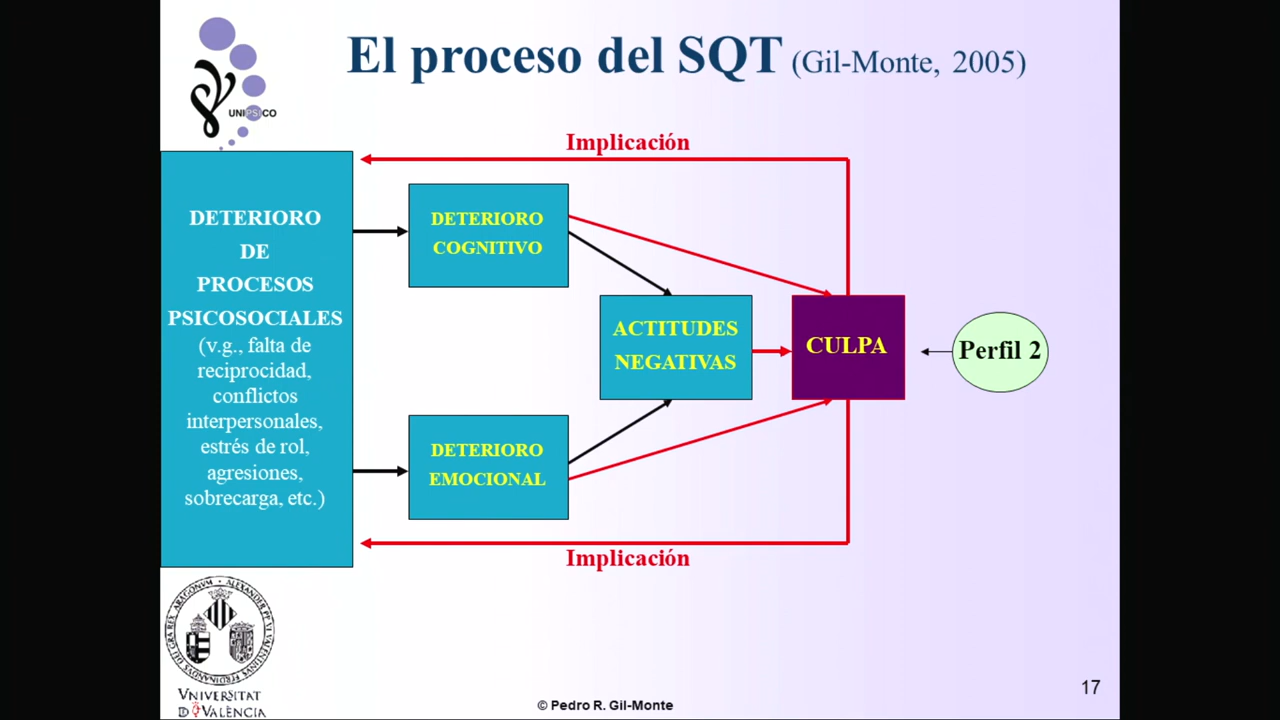 El proceso del SQT (Gil-Monte, 2005)
UNIPSICO
Implicación
DETERIORO
DE
PROCESOS
PSICOSOCIALES
(v.g., falta de
reciprocidad,
conflictos
interpersonales,
estrés de rol,
agresiones,
sobrecarga, etc.)
DETERIORO
COGNITIVO
ACTITUDES
NEGATIVAS
CULPA
Perfil 2
DETERIORO
EMOCIONAL
Implicación
VNIVERSITAT
DǾVALÈNCIA
© Pedro R. Gil-Monte
17